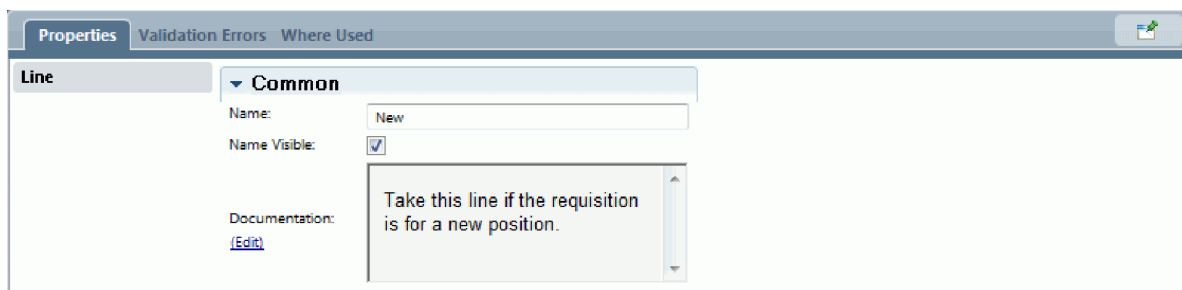 Properties Validation Errors Where Used
Line
Common
Name: New
Name Visible:
Documentation:
(Edit)
Take this line if the requisition
is for a new position.